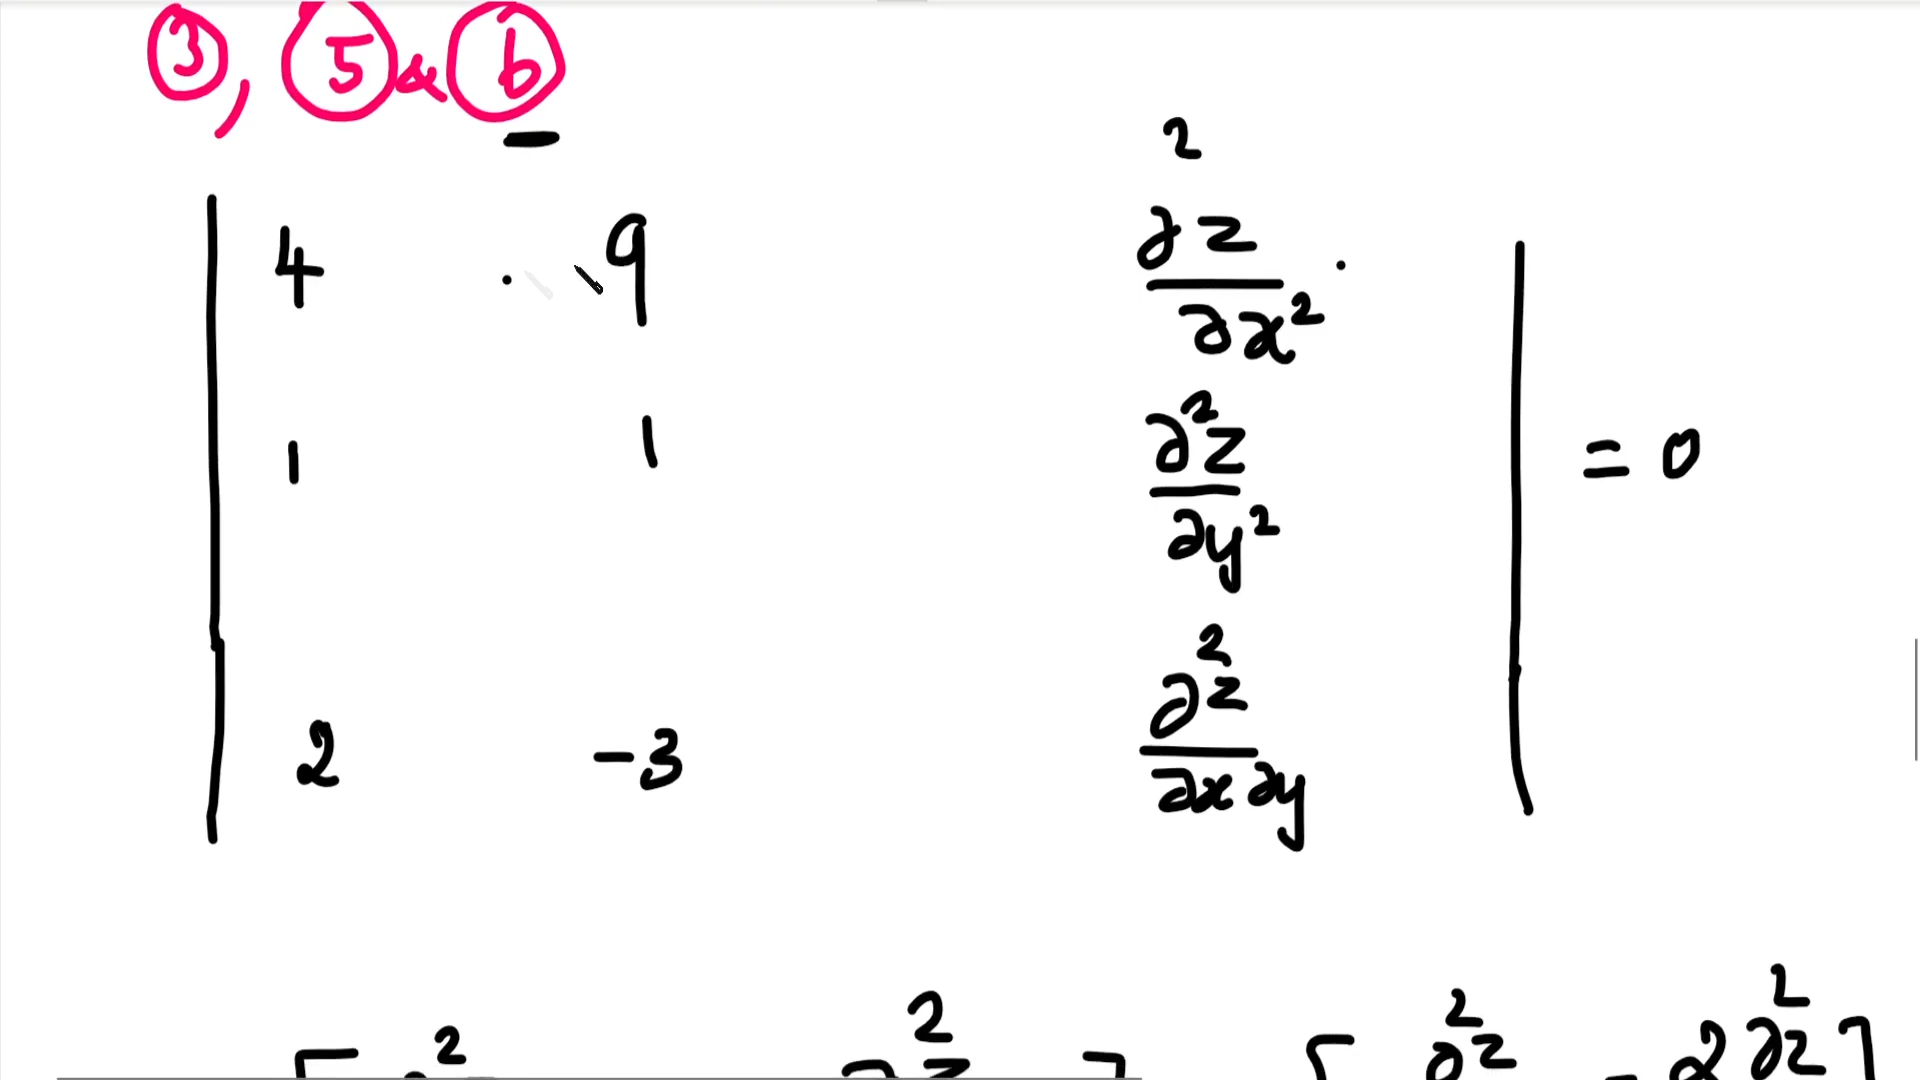 ③, ⑤ & ⑥
| 4 9 ∂²z/∂x² |
| 1 1 ∂²z/∂y² | = 0
| 2 -3 ∂²z/∂x∂y |